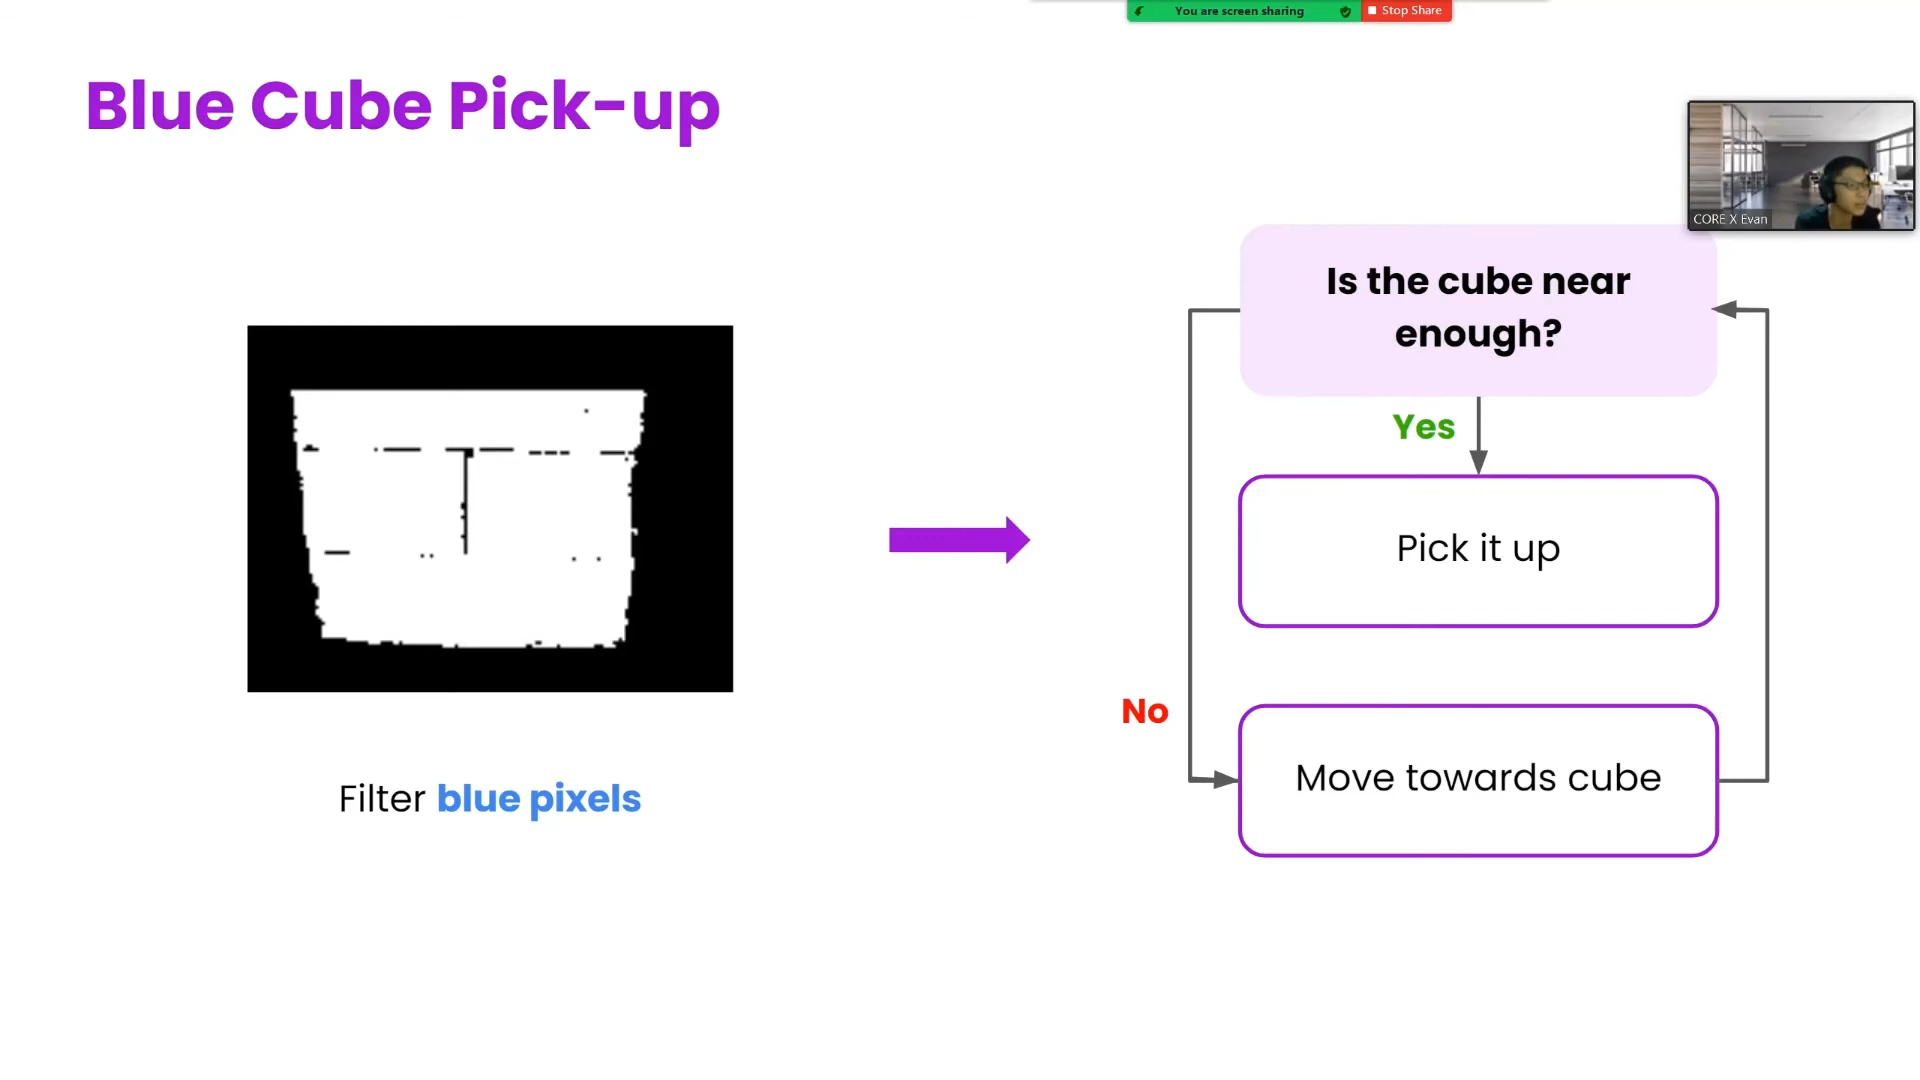 You are screen sharing
Stop Share
Blue Cube Pick-up
CORE X Evan
Is the cube near
enough?
Yes
Pick it up
No
Move towards cube
Filter blue pixels